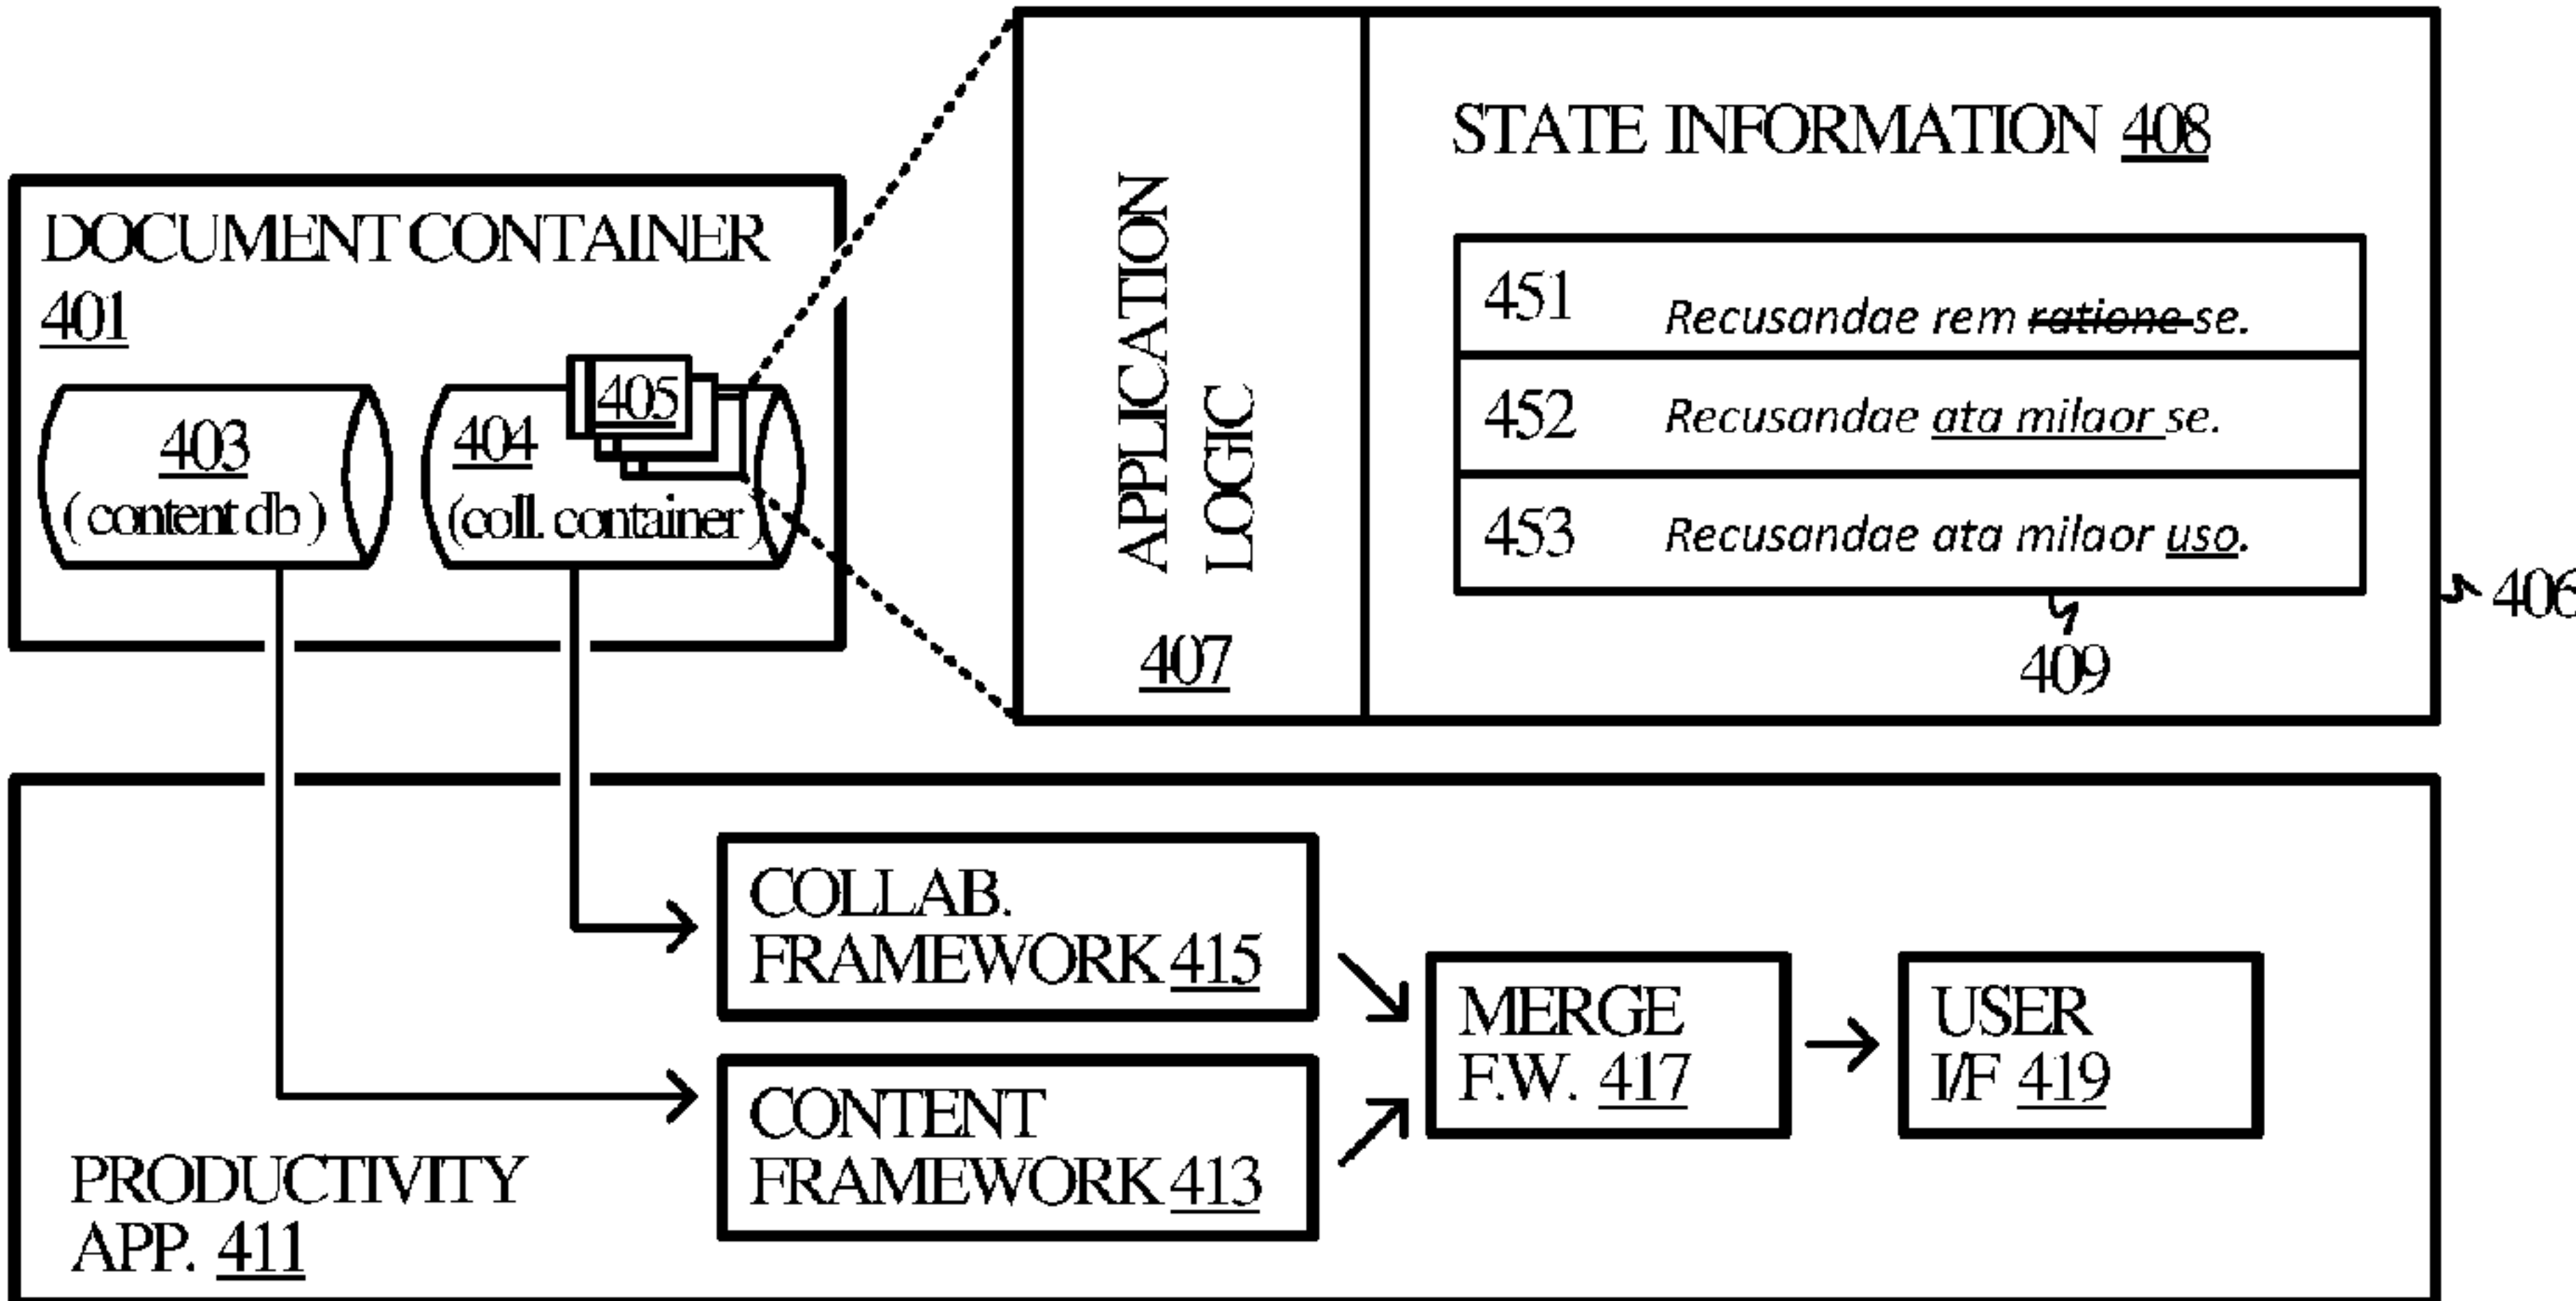 DOCUMENT CONTAINER
401
403
(content db)
404
405
(coll. container)
APPLICATION
LOGIC
407
STATE INFORMATION 408
451 Recusandae rem ratione se.
452 Recusandae ata milaor se.
453 Recusandae ata milaor uso.
409
406
COLLAB.
FRAMEWORK 415
CONTENT
FRAMEWORK 413
MERGE
F.W. 417
USER
I/F 419
PRODUCTIVITY
APP. 411